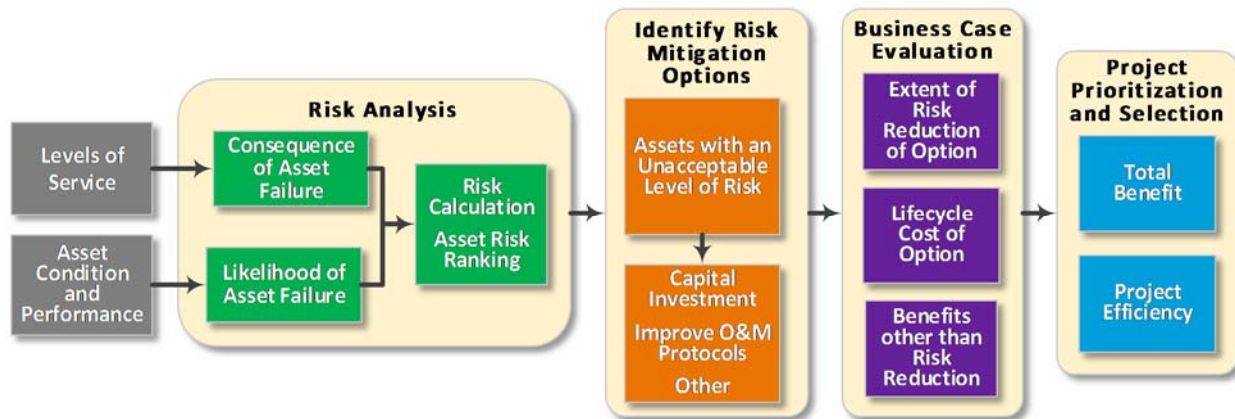 Risk Analysis
Levels of
Service
Asset
Condition
and
Performance
Consequence
of Asset
Failure
Likelihood of
Asset Failure
Risk
Calculation
Asset Risk
Ranking
Identify Risk
Mitigation
Options
Assets with an
Unacceptable
Level of Risk
Capital
Investment
Improve O&M
Protocols
Other
Business Case
Evaluation
Extent of
Risk
Reduction
of Option
Lifecycle
Cost of
Option
Benefits
other than
Risk
Reduction
Project
Prioritization
and Selection
Total
Benefit
Project
Efficiency